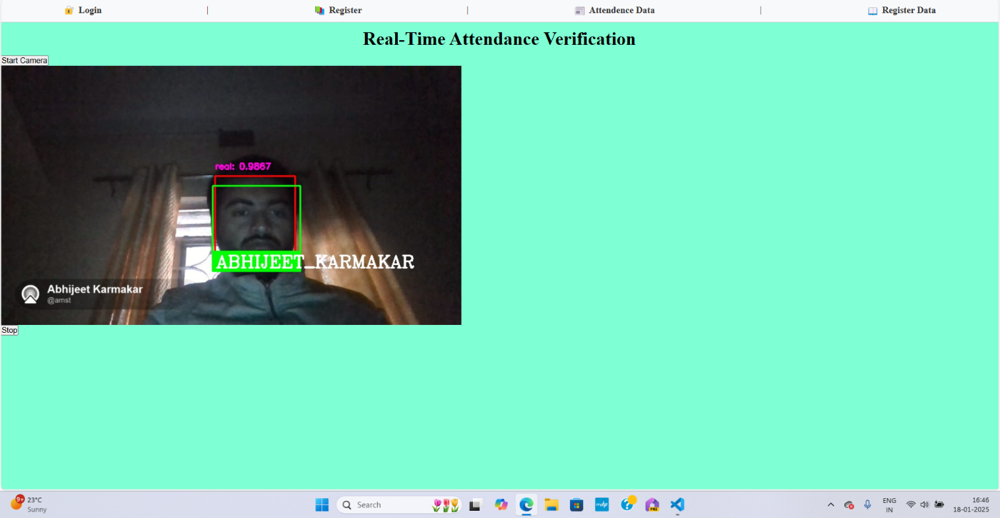 Login
Register
Attendence Data
Register Data
Real-Time Attendance Verification
Start Camera
real: 0.9867
ABHIJEET_KARMAKAR
Abhijeet Karmakar
@amst
Stop
9+
23°C
Sunny
Search
PRE
ENG
IN
16:46
18-01-2025